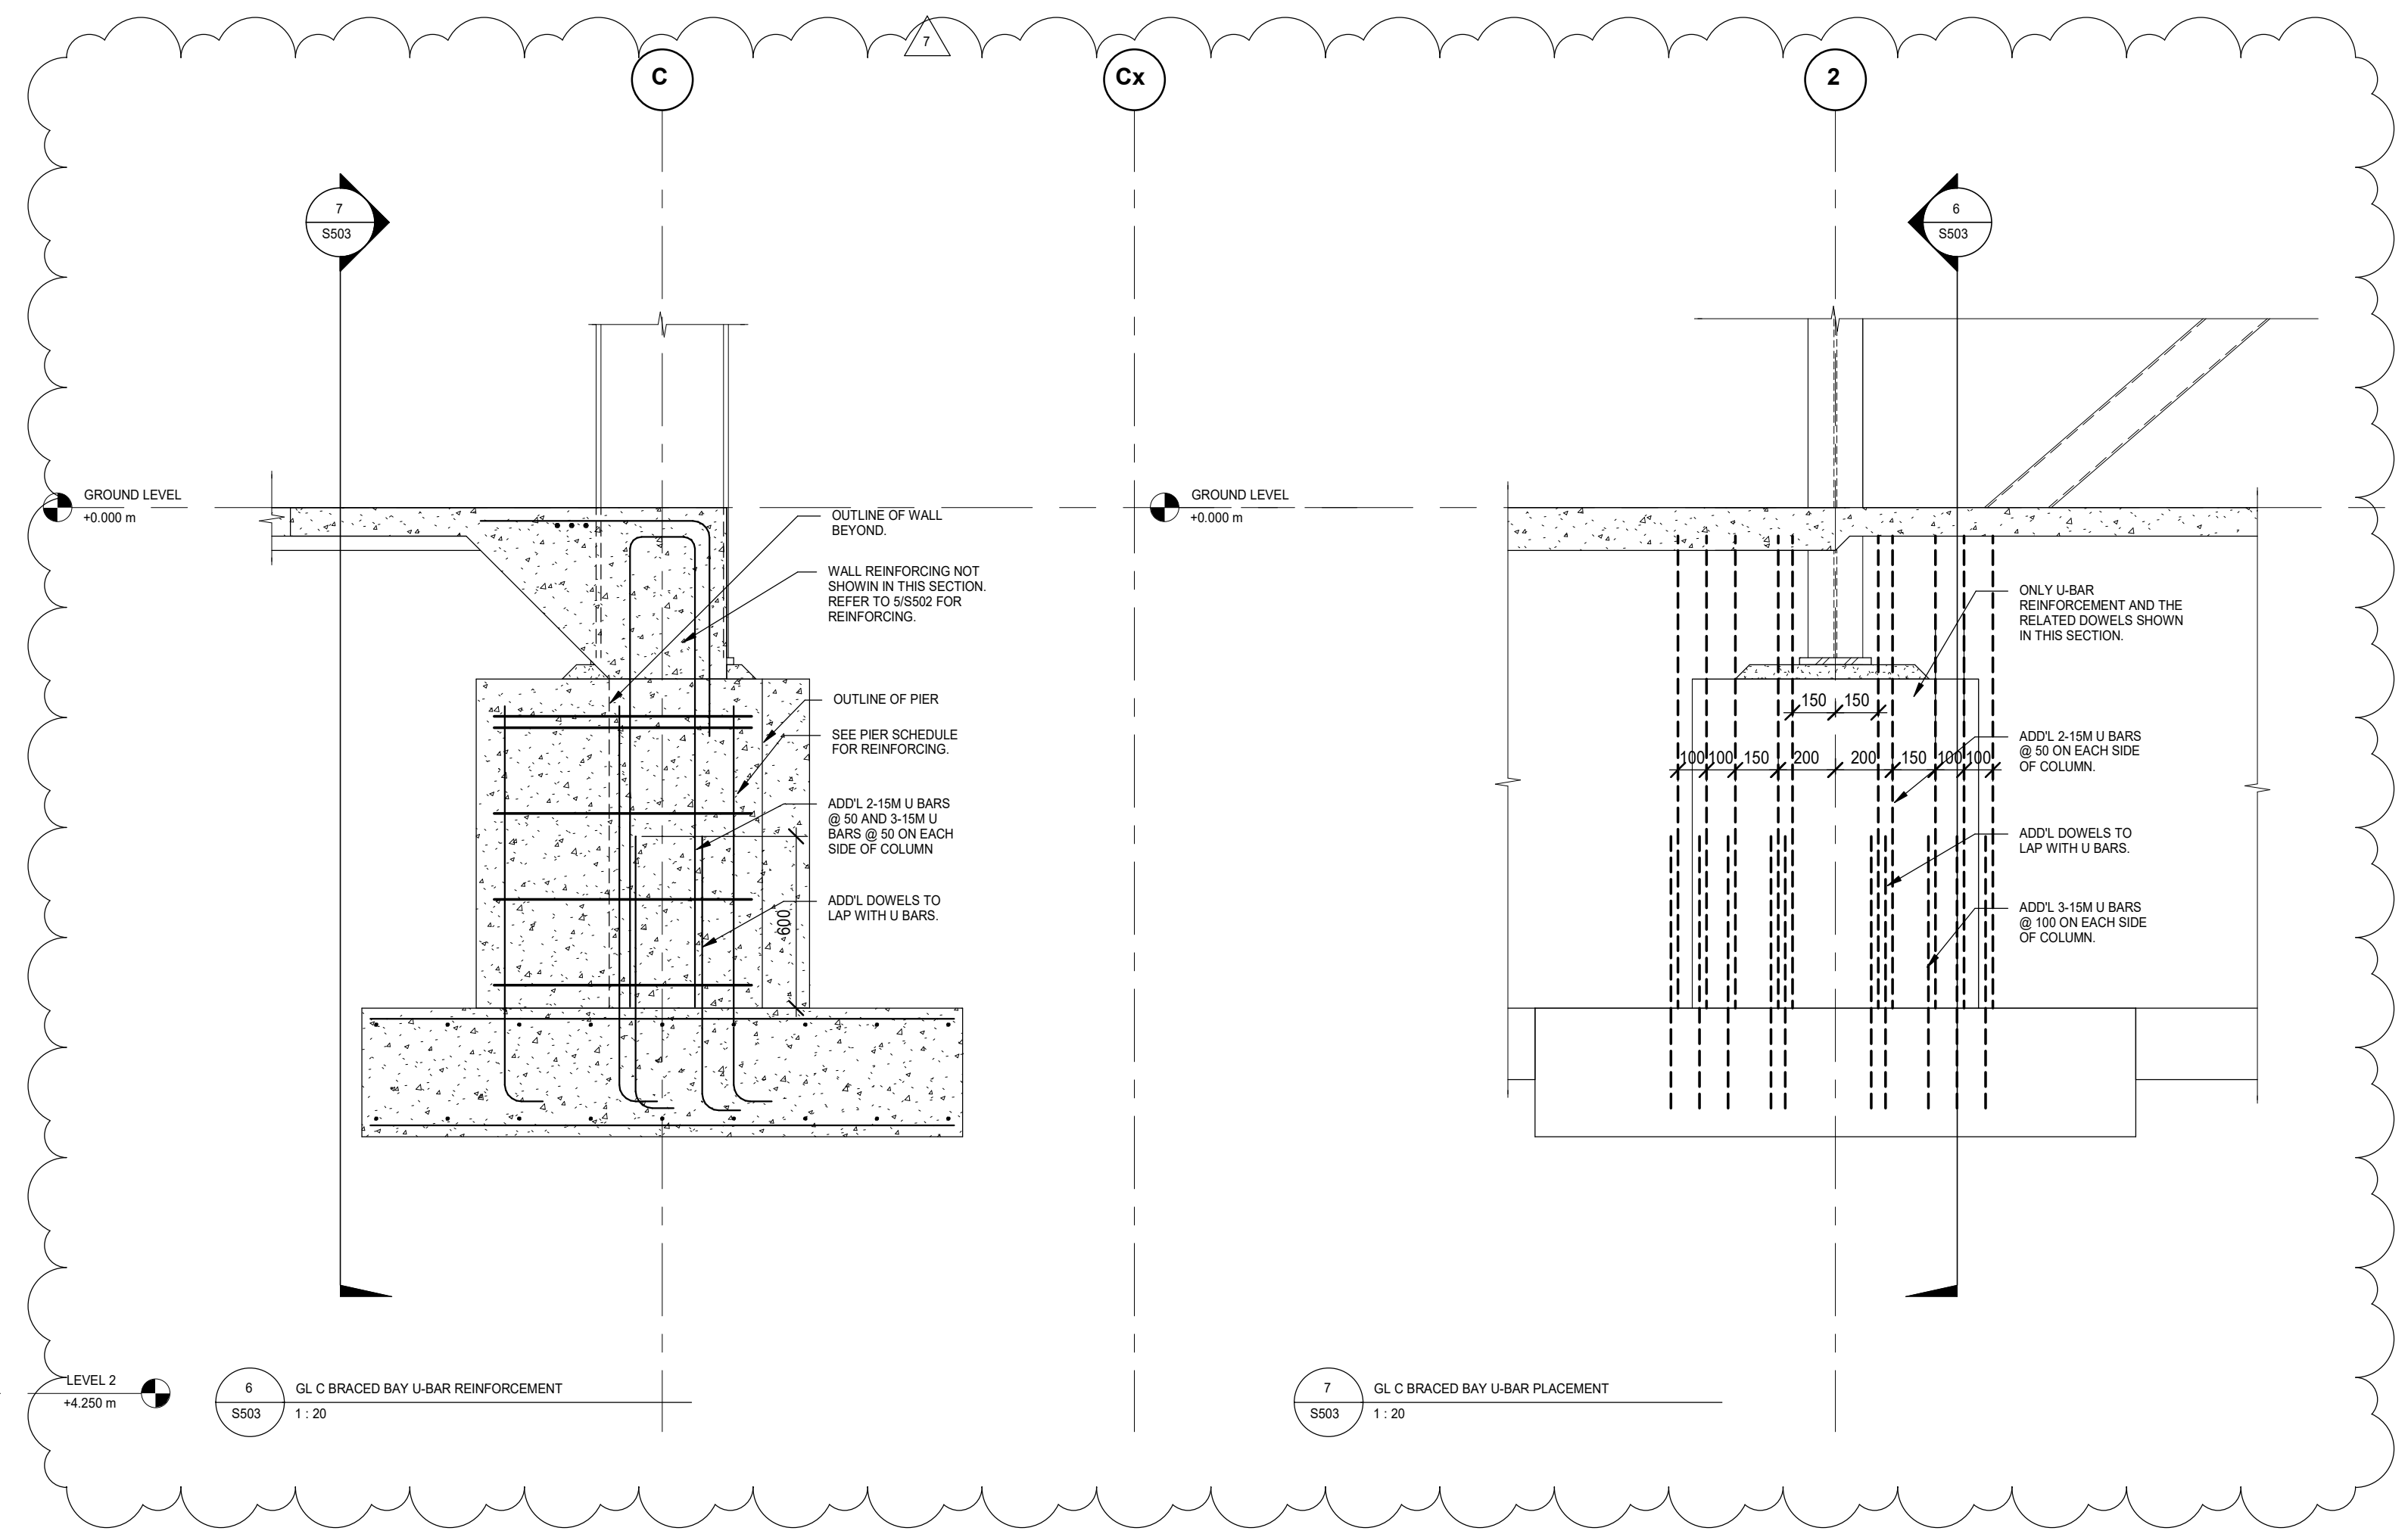 7
C
Cx
2
7
S503
6
S503
GROUND LEVEL
+0.000 m
OUTLINE OF WALL
BEYOND.
WALL REINFORCING NOT
SHOWIN IN THIS SECTION.
REFER TO 5/S502 FOR
REINFORCING.
OUTLINE OF PIER
SEE PIER SCHEDULE
FOR REINFORCING.
ADD'L 2-15M U BARS
@ 50 AND 3-15M U
BARS @ 50 ON EACH
SIDE OF COLUMN
ADD'L DOWELS TO
LAP WITH U BARS.
600
GROUND LEVEL
+0.000 m
ONLY U-BAR
REINFORCEMENT AND THE
RELATED DOWELS SHOWN
IN THIS SECTION.
150 150
100 100 150 200 200 150 100 100
ADD'L 2-15M U BARS
@ 50 ON EACH SIDE
OF COLUMN.
ADD'L DOWELS TO
LAP WITH U BARS.
ADD'L 3-15M U BARS
@ 100 ON EACH SIDE
OF COLUMN.
LEVEL 2
+4.250 m
6
S503
GL C BRACED BAY U-BAR REINFORCEMENT
1 : 20
7
S503
GL C BRACED BAY U-BAR PLACEMENT
1 : 20